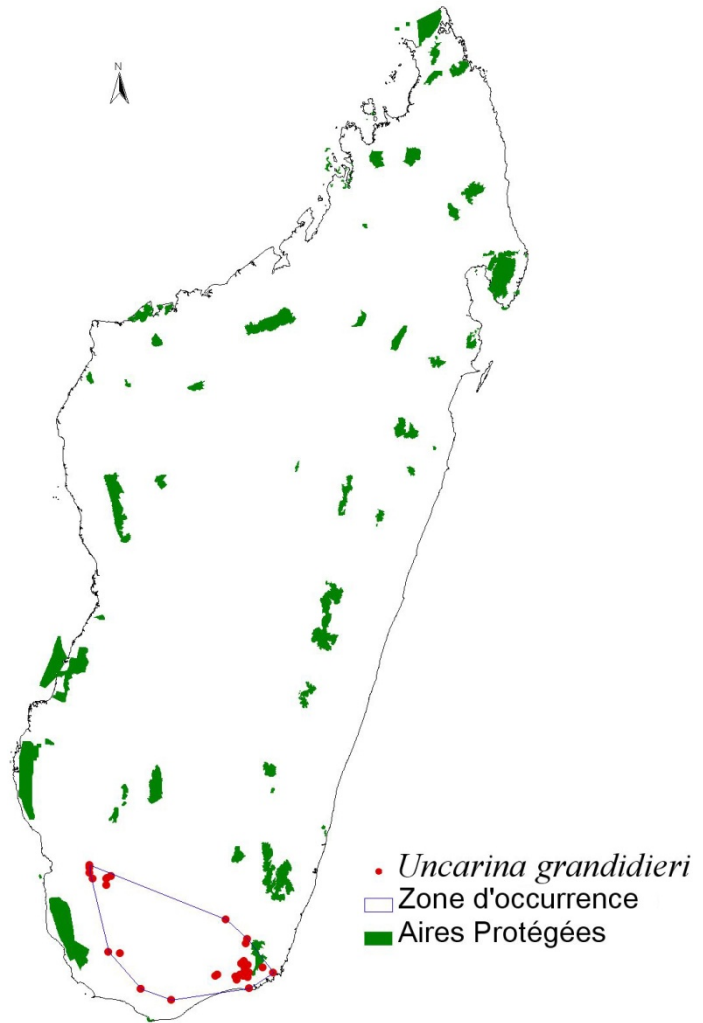 N
Uncarina grandidieri
Zone d'occurrence
Aires Protégées